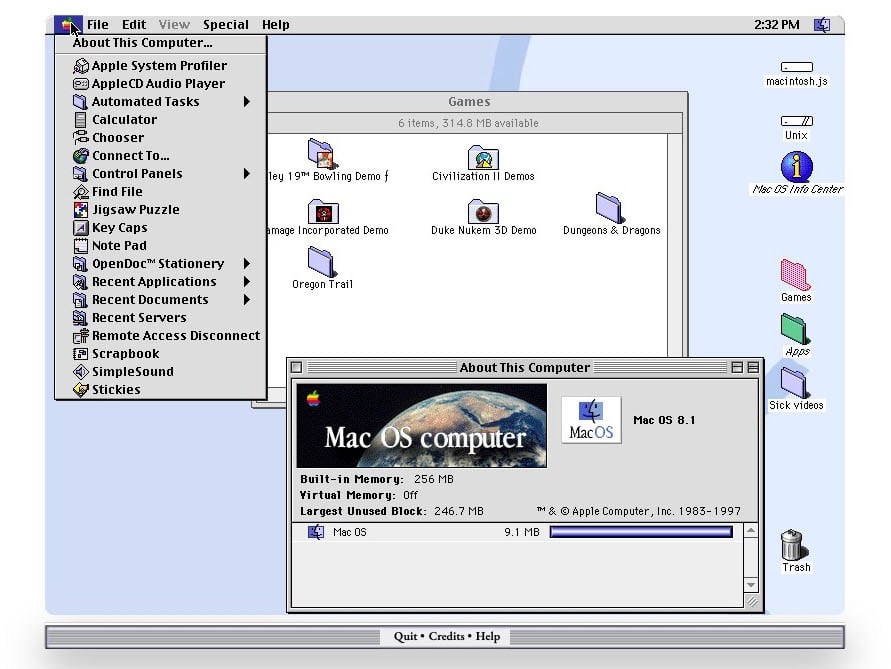 File Edit View Special Help 2:32 PM
About This Computer...
Apple System Profiler
AppleCD Audio Player
Automated Tasks
Calculator
Chooser
Connect To...
Control Panels
Find File
Jigsaw Puzzle
Key Caps
Note Pad
OpenDoc™ Stationery
Recent Applications
Recent Documents
Recent Servers
Remote Access Disconnect
Scrapbook
SimpleSound
Stickies
Games
6 items, 314.8 MB available
ley 19™ Bowling Demo ƒ
Civilization II Demos
amage Incorporated Demo
Duke Nukem 3D Demo
Dungeons & Dragons
Oregon Trail
macintosh.js
Unix
Mac OS Info Center
Games
Apps
Sick videos
Trash
About This Computer
Mac OS computer
MacOS
Mac OS 8.1
Built-in Memory: 256 MB
Virtual Memory: Off
Largest Unused Block: 246.7 MB
™ & © Apple Computer, Inc. 1983-1997
Mac OS 9.1 MB
Quit • Credits • Help